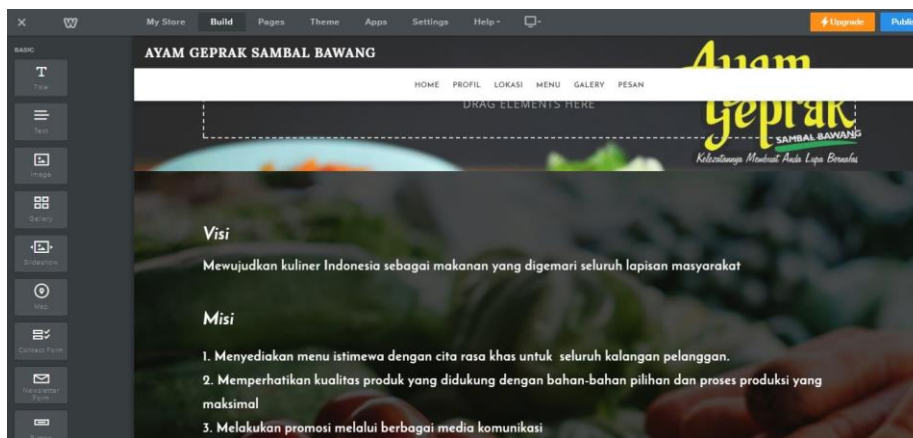 My Store Build Pages Theme Apps Settings Help
Upgrade
BASIC
Title
Text
Image
Gallery
Slideshow
Map
Contact Form
Newsletter
Form
AYAM GEPRAK SAMBAL BAWANG
HOME PROFIL LOKASI MENU GALERY PESAN
DRAG ELEMENTS HERE
Ayam
Geprak
SAMBAL BAWANG
Kelezatannya Membuat Anda Lupa Bernafas
Visi
Mewujudkan kuliner Indonesia sebagai makanan yang digemari seluruh lapisan masyarakat
Misi
1. Menyediakan menu istimewa dengan cita rasa khas untuk seluruh kalangan pelanggan.
2. Memperhatikan kualitas produk yang didukung dengan bahan-bahan pilihan dan proses produksi yang
maksimal
3. Melakukan promosi melalui berbagai media komunikasi